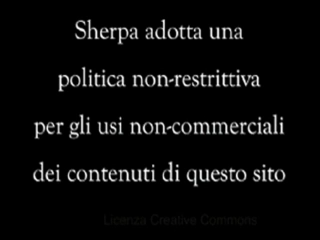 Sherpa adotta una
politica non-restrittiva
per gli usi non-commerciali
dei contenuti di questo sito
Licenza Creative Commons